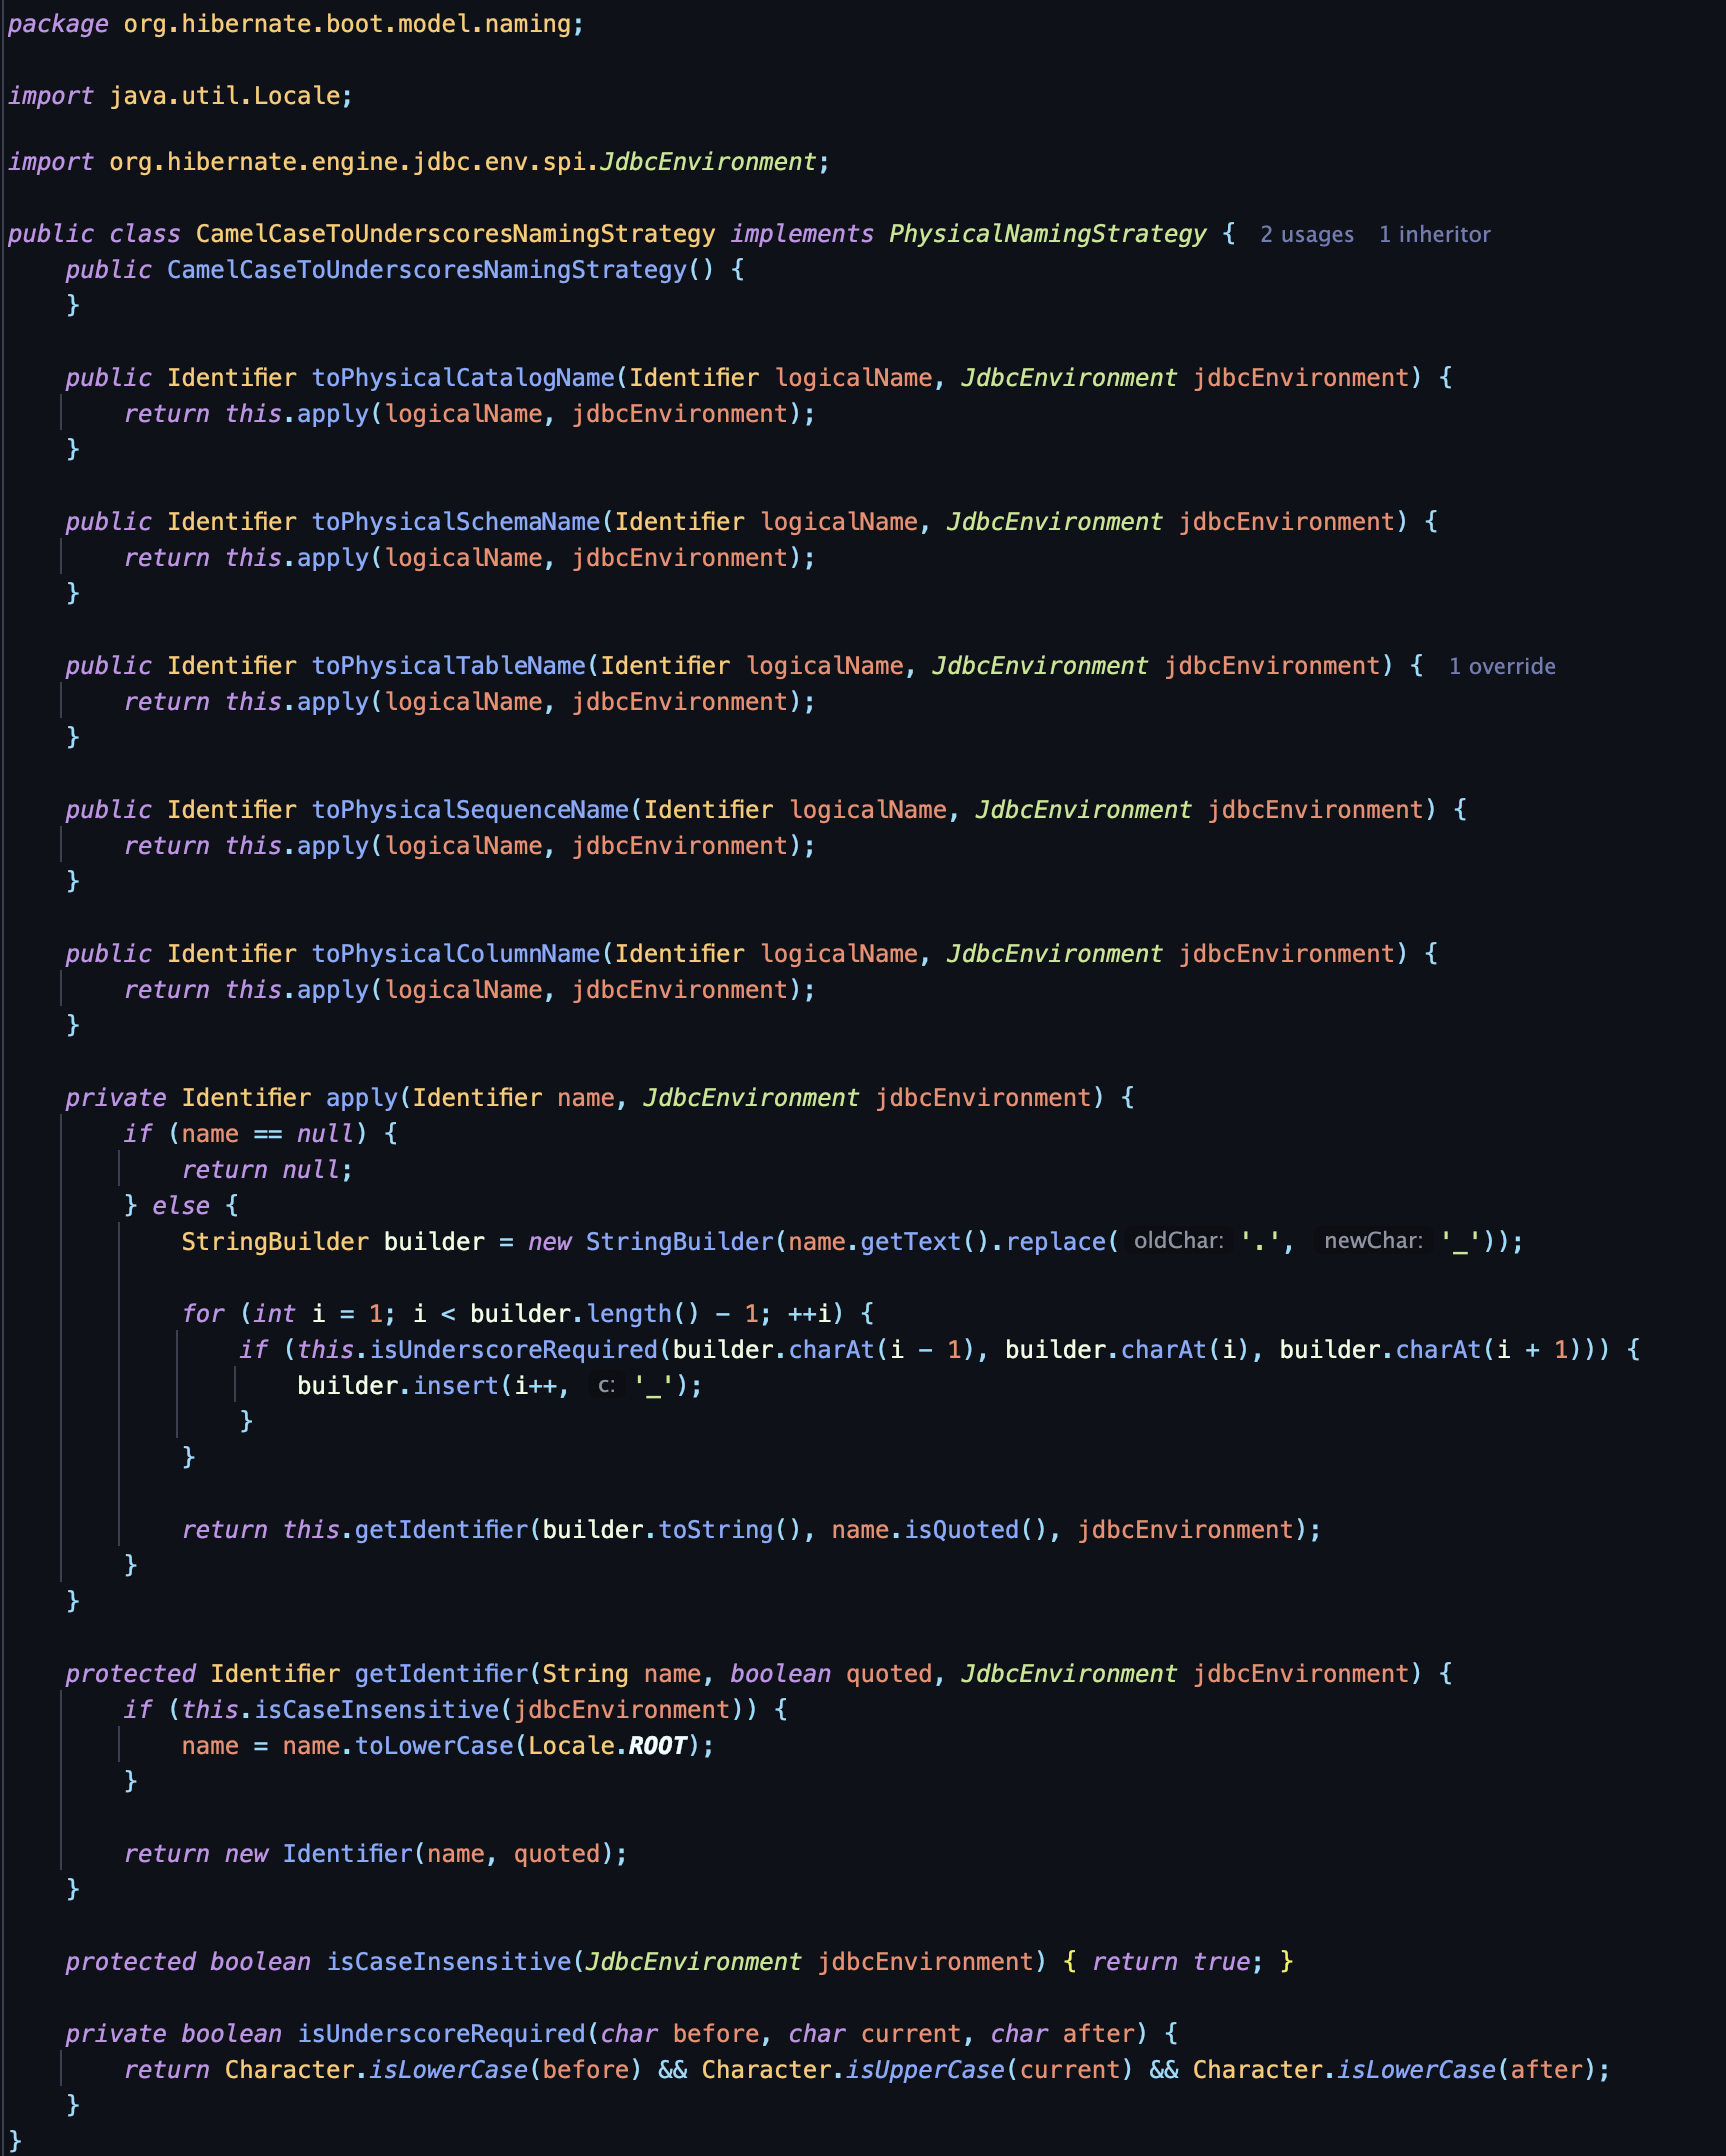 package org.hibernate.boot.model.naming;
import java.util.Locale;
import org.hibernate.engine.jdbc.env.spi.JdbcEnvironment;
public class CamelCaseToUnderscoresNamingStrategy implements PhysicalNamingStrategy { 2 usages 1 inheritor
public CamelCaseToUnderscoresNamingStrategy() {
}
public Identifier toPhysicalCatalogName(Identifier logicalName, JdbcEnvironment jdbcEnvironment) {
return this.apply(logicalName, jdbcEnvironment);
}
public Identifier toPhysicalSchemaName(Identifier logicalName, JdbcEnvironment jdbcEnvironment) {
return this.apply(logicalName, jdbcEnvironment);
}
public Identifier toPhysicalTableName(Identifier logicalName, JdbcEnvironment jdbcEnvironment) { 1 override
return this.apply(logicalName, jdbcEnvironment);
}
public Identifier toPhysicalSequenceName(Identifier logicalName, JdbcEnvironment jdbcEnvironment) {
return this.apply(logicalName, jdbcEnvironment);
}
public Identifier toPhysicalColumnName(Identifier logicalName, JdbcEnvironment jdbcEnvironment) {
return this.apply(logicalName, jdbcEnvironment);
}
private Identifier apply(Identifier name, JdbcEnvironment jdbcEnvironment) {
if (name == null) {
return null;
} else {
StringBuilder builder = new StringBuilder(name.getText().replace( oldChar: '.', newChar: '_'));
for (int i = 1; i < builder.length() - 1; ++i) {
if (this.isUnderscoreRequired(builder.charAt(i - 1), builder.charAt(i), builder.charAt(i + 1))) {
builder.insert(i++, c: '_');
}
}
return this.getIdentifier(builder.toString(), name.isQuoted(), jdbcEnvironment);
}
}
protected Identifier getIdentifier(String name, boolean quoted, JdbcEnvironment jdbcEnvironment) {
if (this.isCaseInsensitive(jdbcEnvironment)) {
name = name.toLowerCase(Locale.ROOT);
}
return new Identifier(name, quoted);
}
protected boolean isCaseInsensitive(JdbcEnvironment jdbcEnvironment) { return true; }
private boolean isUnderscoreRequired(char before, char current, char after) {
return Character.isLowerCase(before) && Character.isUpperCase(current) && Character.isLowerCase(after);
}
}